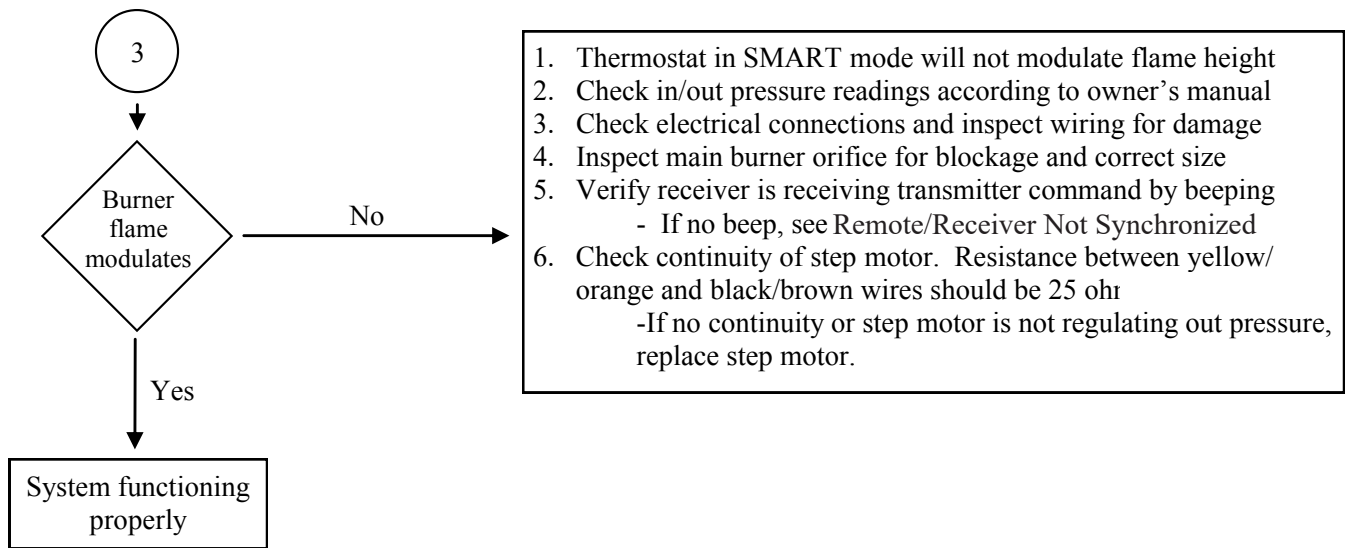 3
Burner
flame
modulates
No
1. Thermostat in SMART mode will not modulate flame height
2. Check in/out pressure readings according to owner’s manual
3. Check electrical connections and inspect wiring for damage
4. Inspect main burner orifice for blockage and correct size
5. Verify receiver is receiving transmitter command by beeping
- If no beep, see Remote/Receiver Not Synchronized
6. Check continuity of step motor. Resistance between yellow/
orange and black/brown wires should be 25
-If no continuity or step motor is not regulating out pressure,
replace step motor.
Yes
System functioning
properly